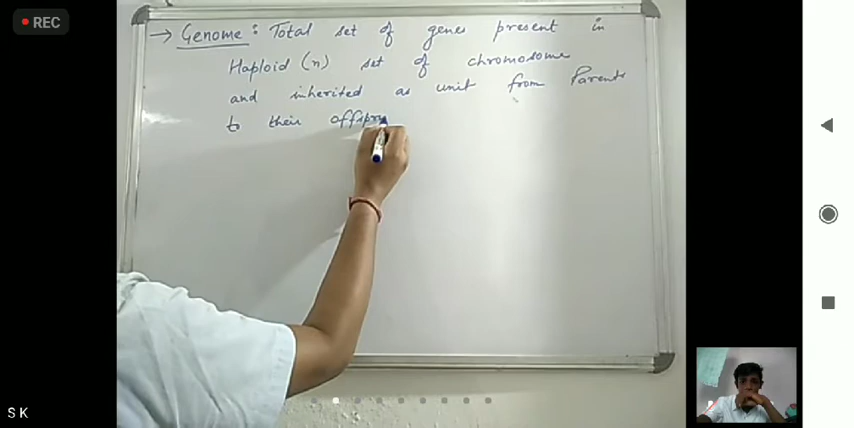 REC
→ Genome : Total set of genes present in
Haploid (n) set of chromosome
and inherited as unit from Parents
to their offspr
S K